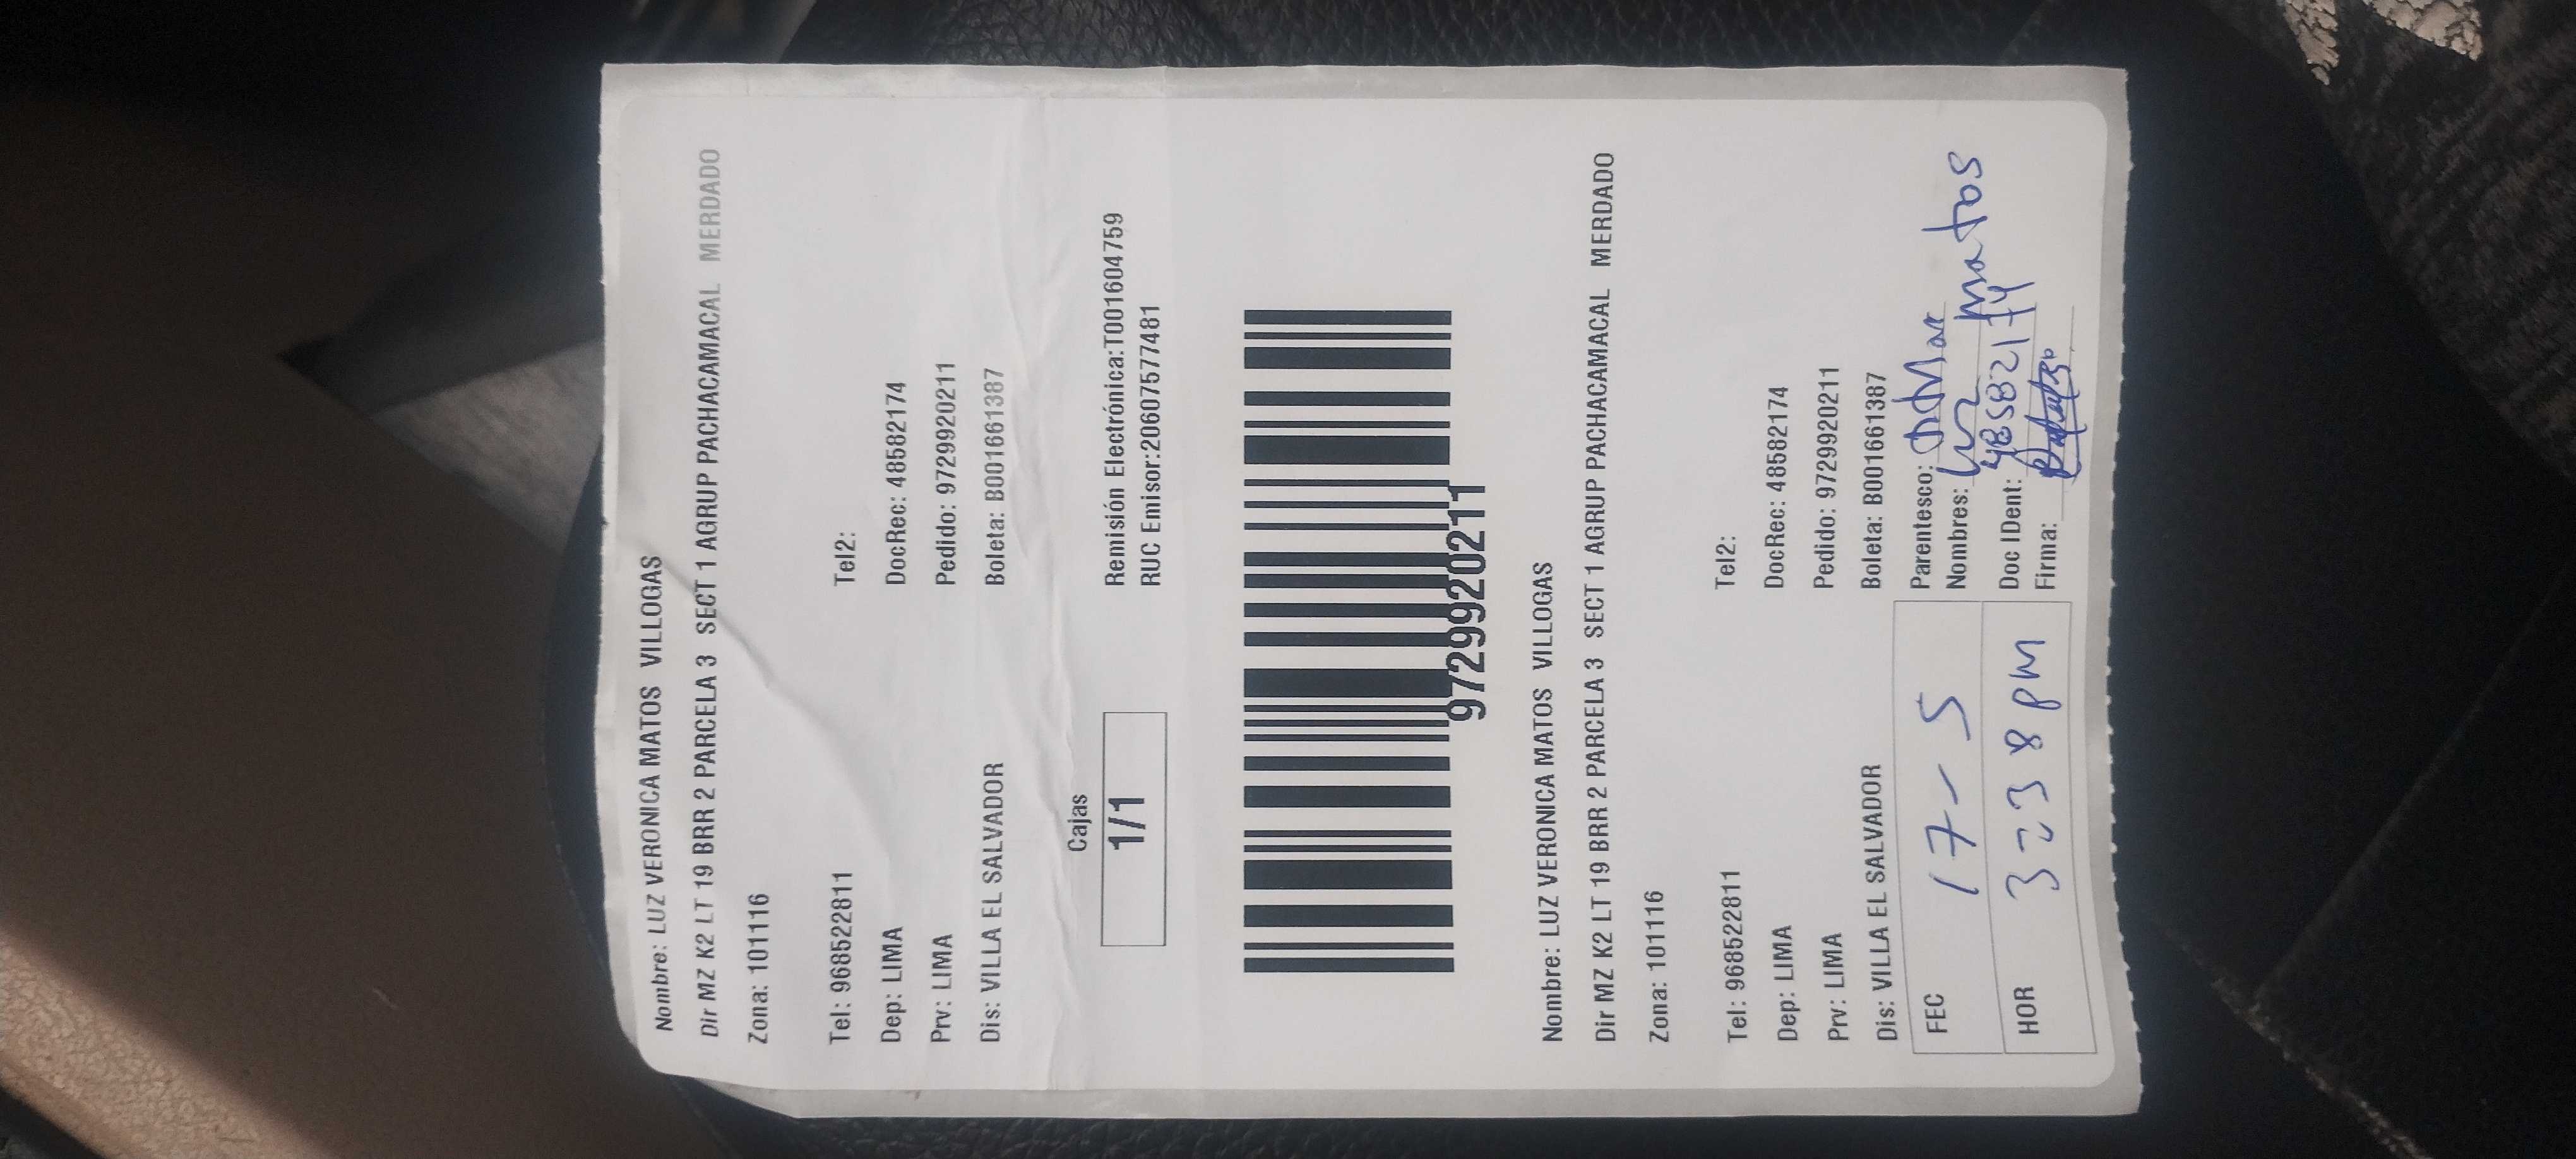 Nombre: LUZ VERONICA MATOS VILLOGAS
Dir MZ K2 LT 19 BRR 2 PARCELA 3 SECT 1 AGRUP PACHACAMACAL MERDADO
Zona: 101116
Tel: 968522811 Tel2:
Dep: LIMA DocRec: 48582174
Prv: LIMA Pedido: 9729920211
Dis: VILLA EL SALVADOR Boleta: B001661387
Cajas
1/1
Remisión Electrónica:T001604759
RUC Emisor:20607577481
9729920211
Nombre: LUZ VERONICA MATOS VILLOGAS
Dir MZ K2 LT 19 BRR 2 PARCELA 3 SECT 1 AGRUP PACHACAMACAL MERDADO
Zona: 101116
Tel: 968522811 Tel2:
Dep: LIMA DocRec: 48582174
Prv: LIMA Pedido: 9729920211
Dis: VILLA EL SALVADOR Boleta: B001661387
FEC 17-5
HOR 3:38 pm
Parentesco:
Nombres: Luz matos
Doc IDent: 48582174
Firma: